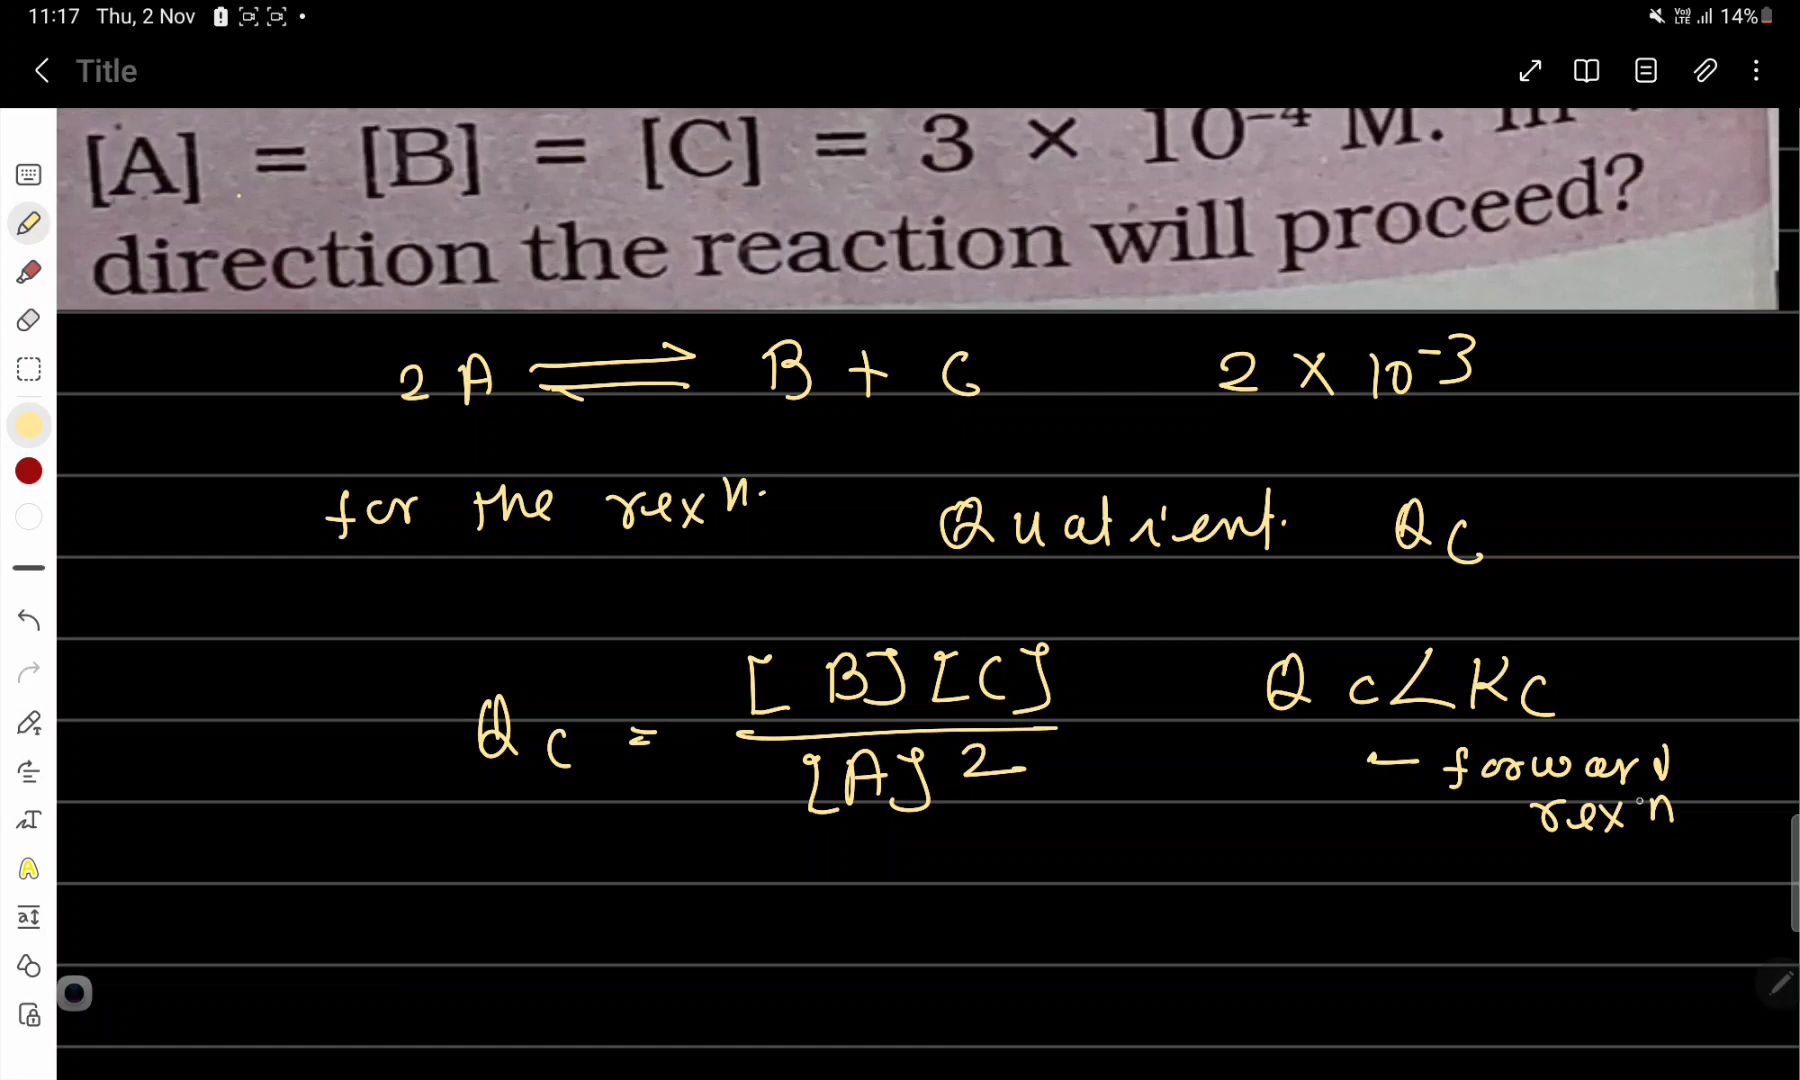 11:17 Thu, 2 Nov 14%
Title
[A] = [B] = [C] = 3 × 10⁻⁴ M. In
direction the reaction will proceed?
2A ⇌ B + C 2 × 10⁻³
for the rexⁿ. Quatient. Qc
Qc = [B][C] / [A]² Qc < Kc
← forward
rexⁿ